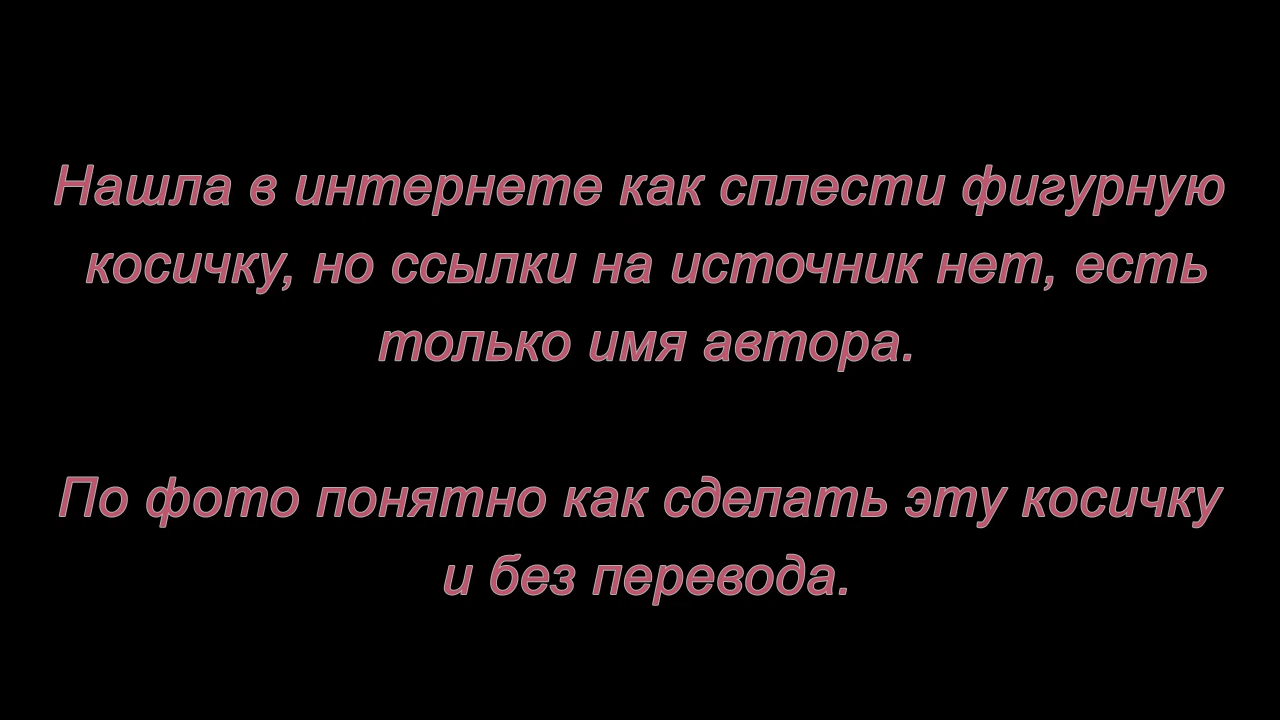 Нашла в интернете как сплести фигурную
косичку, но ссылки на источник нет, есть
только имя автора.
По фото понятно как сделать эту косичку
и без перевода.